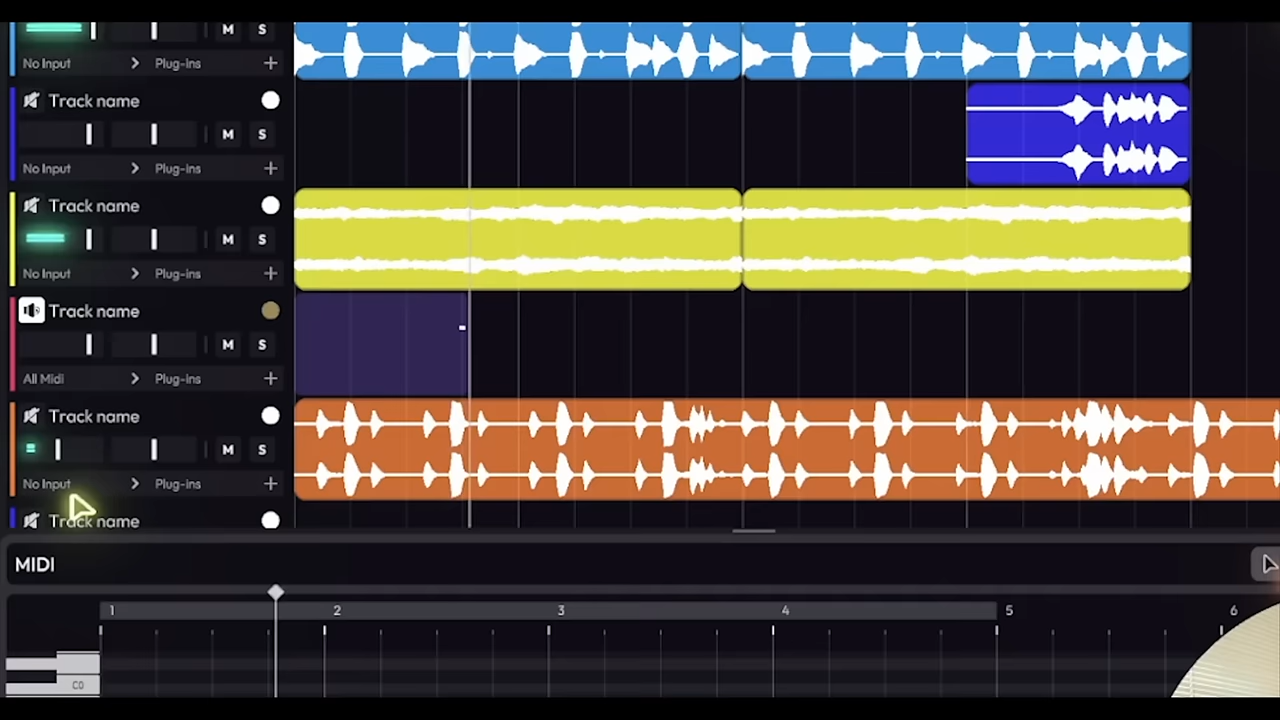 M S
No Input > Plug-Ins +
Track name
M S
No Input > Plug-Ins +
Track name
M S
No Input > Plug-Ins +
Track name
M S
All Midi > Plug-Ins +
Track name
M S
No Input > Plug-Ins +
Track name
MIDI
1 2 3 4 5 6
C0